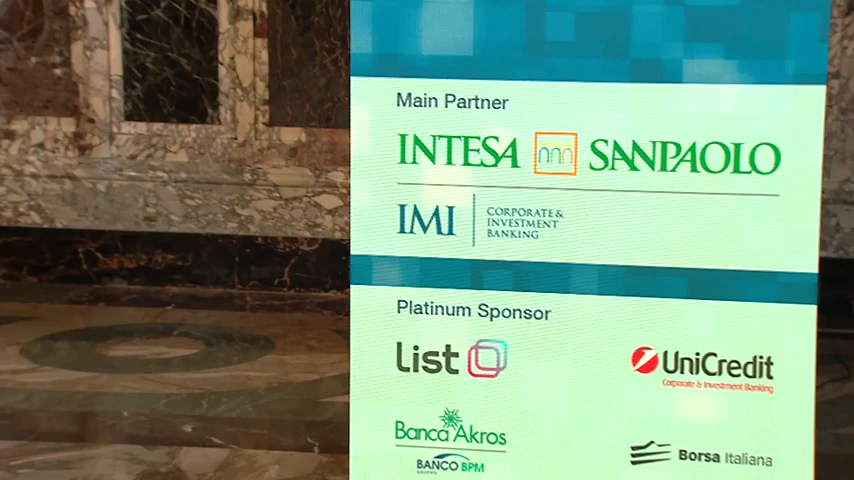 Main Partner
INTESA SANPAOLO
IMI CORPORATE & INVESTMENT BANKING
Platinum Sponsor
list
UniCredit
Corporate & Investment Banking
Banca Akros
GRUPPO BANCO BPM
Borsa Italiana